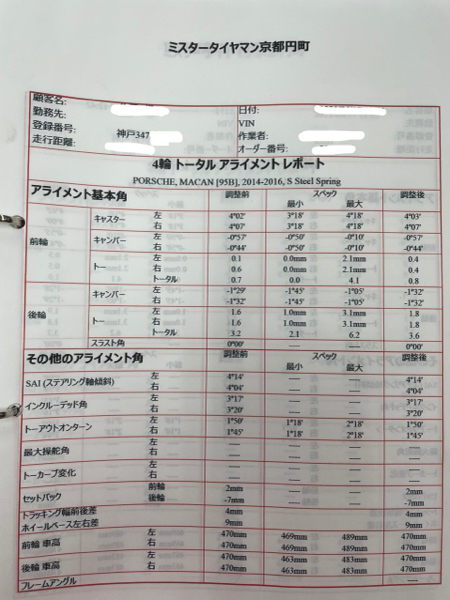 ミスタータイヤマン京都円町
顧客名: 日付:
勤務先: VIN
登録番号: 神戸347 作業者:
走行距離: オーダー番号:
4輪 トータル アライメント レポート
PORSCHE, MACAN [95B], 2014-2016, S Steel Spring
アライメント基本角 調整前 スペック 調整後
最小 最大
前輪 キャスター 左 4°02' 3°18' 4°18' 4°03'
右 4°07' 3°18' 4°18' 4°07'
キャンバー 左 -0°57' -0°50' -0°10' -0°57'
右 -0°44' -0°50' -0°10' -0°44'
トー 左 0.1 0.0mm 2.1mm 0.4
右 0.6 0.0mm 2.1mm 0.4
トータル 0.7 0.0 4.1 0.8
後輪 キャンバー 左 -1°29' -1°45' -1°05' -1°32'
右 -1°32' -1°45' -1°05' -1°32'
トー 左 1.6 1.0mm 3.1mm 1.8
右 1.6 1.0mm 3.1mm 1.8
トータル 3.2 2.1 6.2 3.6
スラスト角 0°00' ---- ---- 0°00'
その他のアライメント角 調整前 スペック 調整後
最小 最大
SAI (ステアリング軸傾斜) 左 4°14' ---- ---- 4°14'
右 4°04' ---- ---- 4°04'
インクルーデッド角 左 3°17' ---- ---- 3°17'
右 3°20' ---- ---- 3°20'
トーアウトオンターン 左 1°50' 1°18' 2°18' 1°50'
右 1°45' 1°18' 2°18' 1°45'
最大操舵角 左 ---- ---- ---- ----
右 ---- ---- ---- ----
トーカーブ変化 左 ---- ---- ---- ----
右 ---- ---- ---- ----
セットバック 前輪 2mm ---- ---- 2mm
後輪 -7mm ---- ---- -7mm
トラッキング輪前後差 4mm ---- ---- 4mm
ホイールベース左右差 9mm ---- ---- 9mm
前輪 車高 左 470mm 469mm 489mm 470mm
右 470mm 469mm 489mm 470mm
後輪 車高 左 470mm 463mm 483mm 470mm
右 470mm 463mm 483mm 470mm
フレームアングル ----